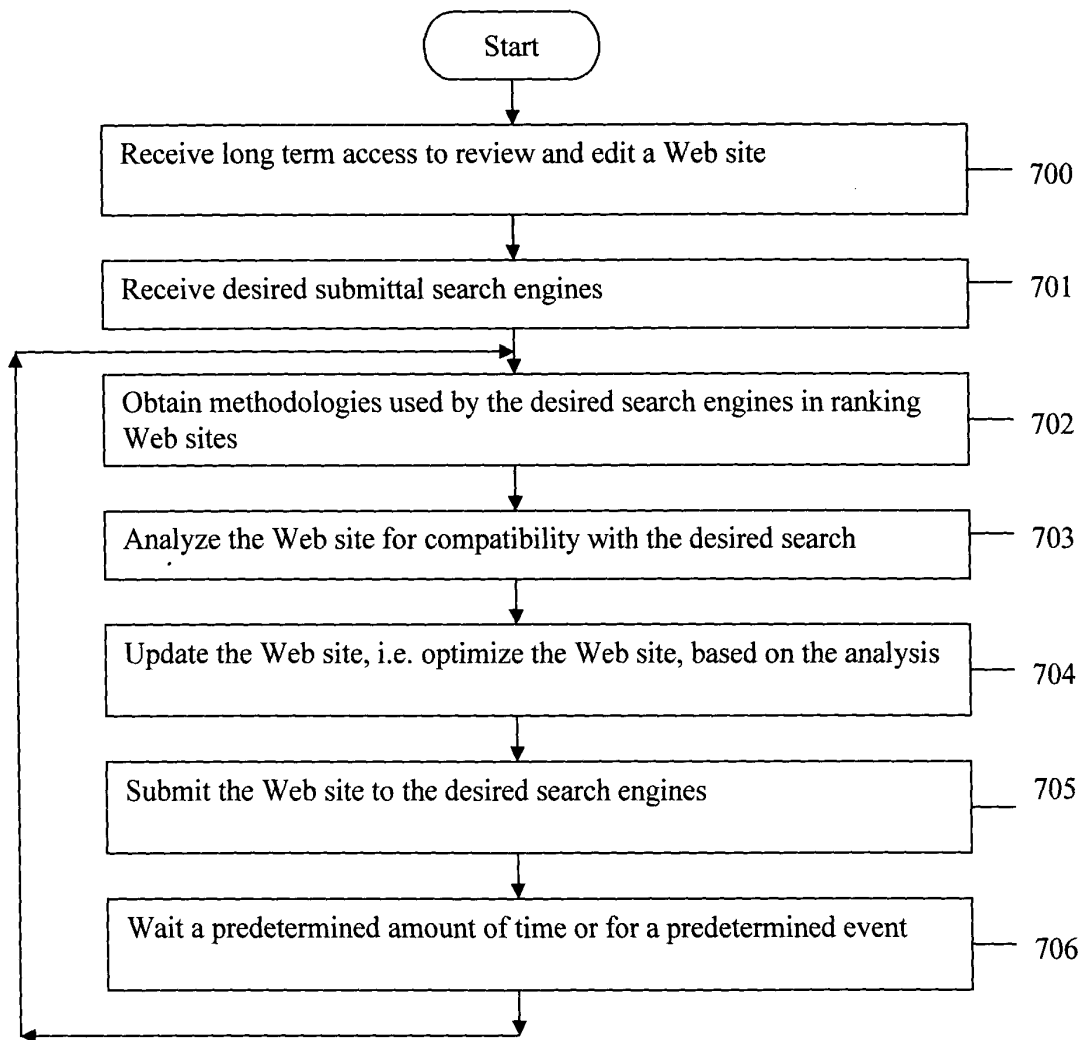 Start
Receive long term access to review and edit a Web site
700
Receive desired submittal search engines
701
Obtain methodologies used by the desired search engines in ranking
Web sites
702
Analyze the Web site for compatibility with the desired search
703
Update the Web site, i.e. optimize the Web site, based on the analysis
704
Submit the Web site to the desired search engines
705
Wait a predetermined amount of time or for a predetermined event
706